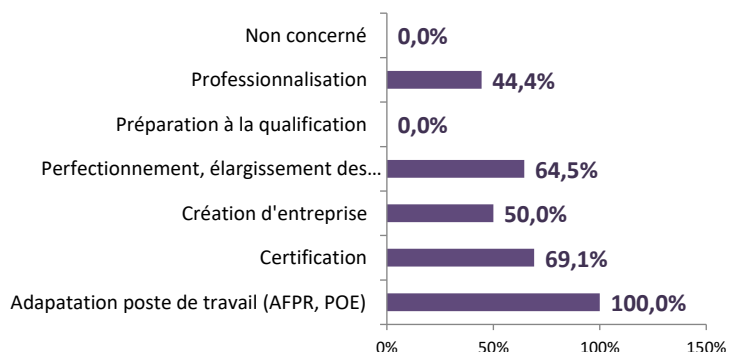 Non concerné 0,0%
Professionnalisation 44,4%
Préparation à la qualification 0,0%
Perfectionnement, élargissement des... 64,5%
Création d'entreprise 50,0%
Certification 69,1%
Adapatation poste de travail (AFPR, POE) 100,0%
0% 50% 100% 150%